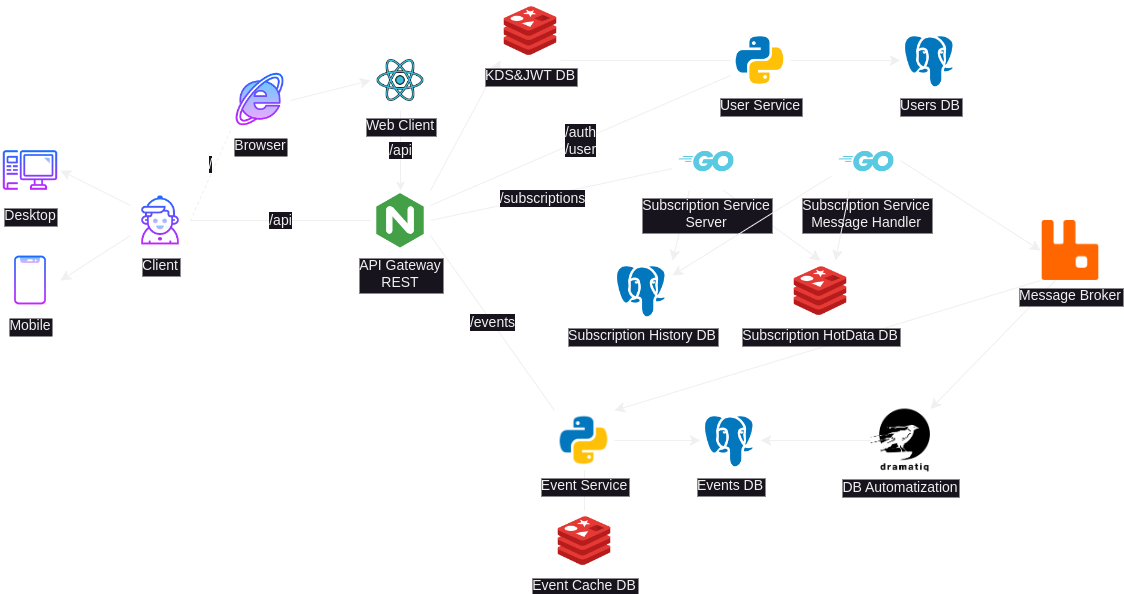 KDS&JWT DB
User Service
Users DB
Web Client
/api
Browser
/auth
/user
/
Desktop
/api
Client
Mobile
API Gateway
REST
/subscriptions
Subscription Service
Server
Subscription Service
Message Handler
Message Broker
/events
Subscription History DB
Subscription HotData DB
Event Service
Events DB
dramatiq
DB Automatization
Event Cache DB